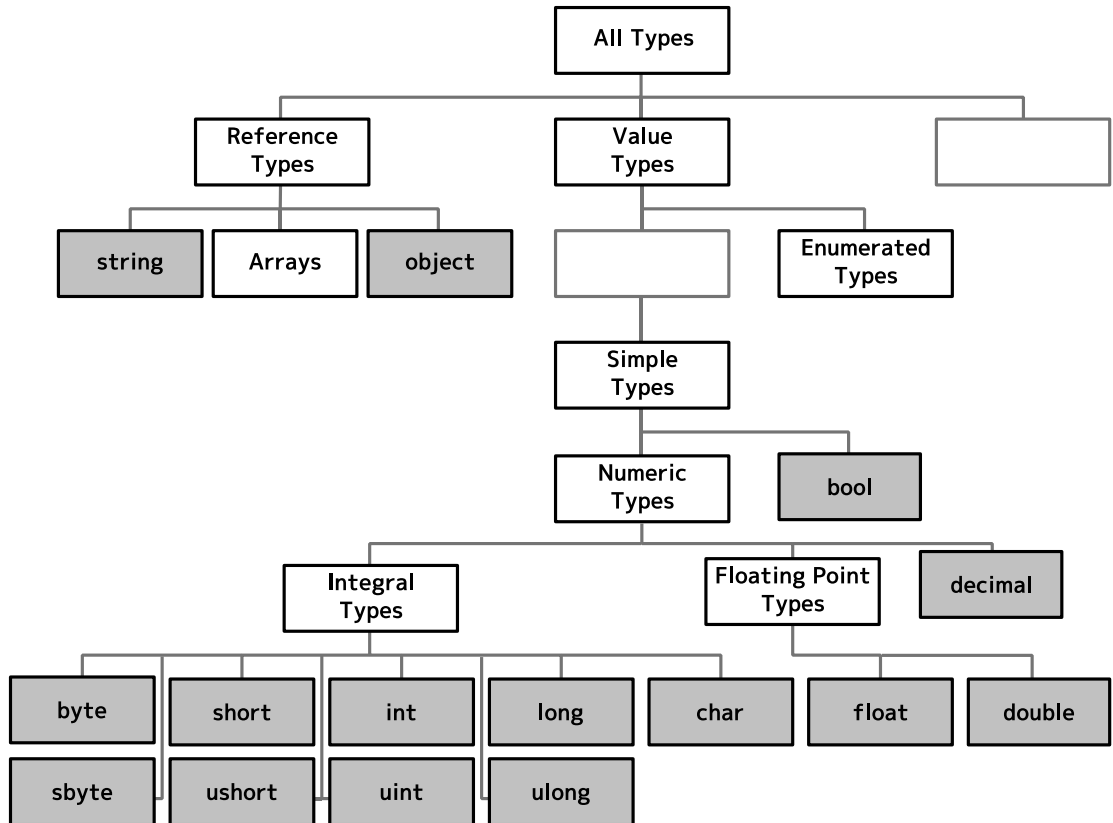 All Types
Reference
Types
Value
Types
string
Arrays
object
Enumerated
Types
Simple
Types
Numeric
Types
bool
Integral
Types
Floating Point
Types
decimal
byte
short
int
long
char
float
double
sbyte
ushort
uint
ulong